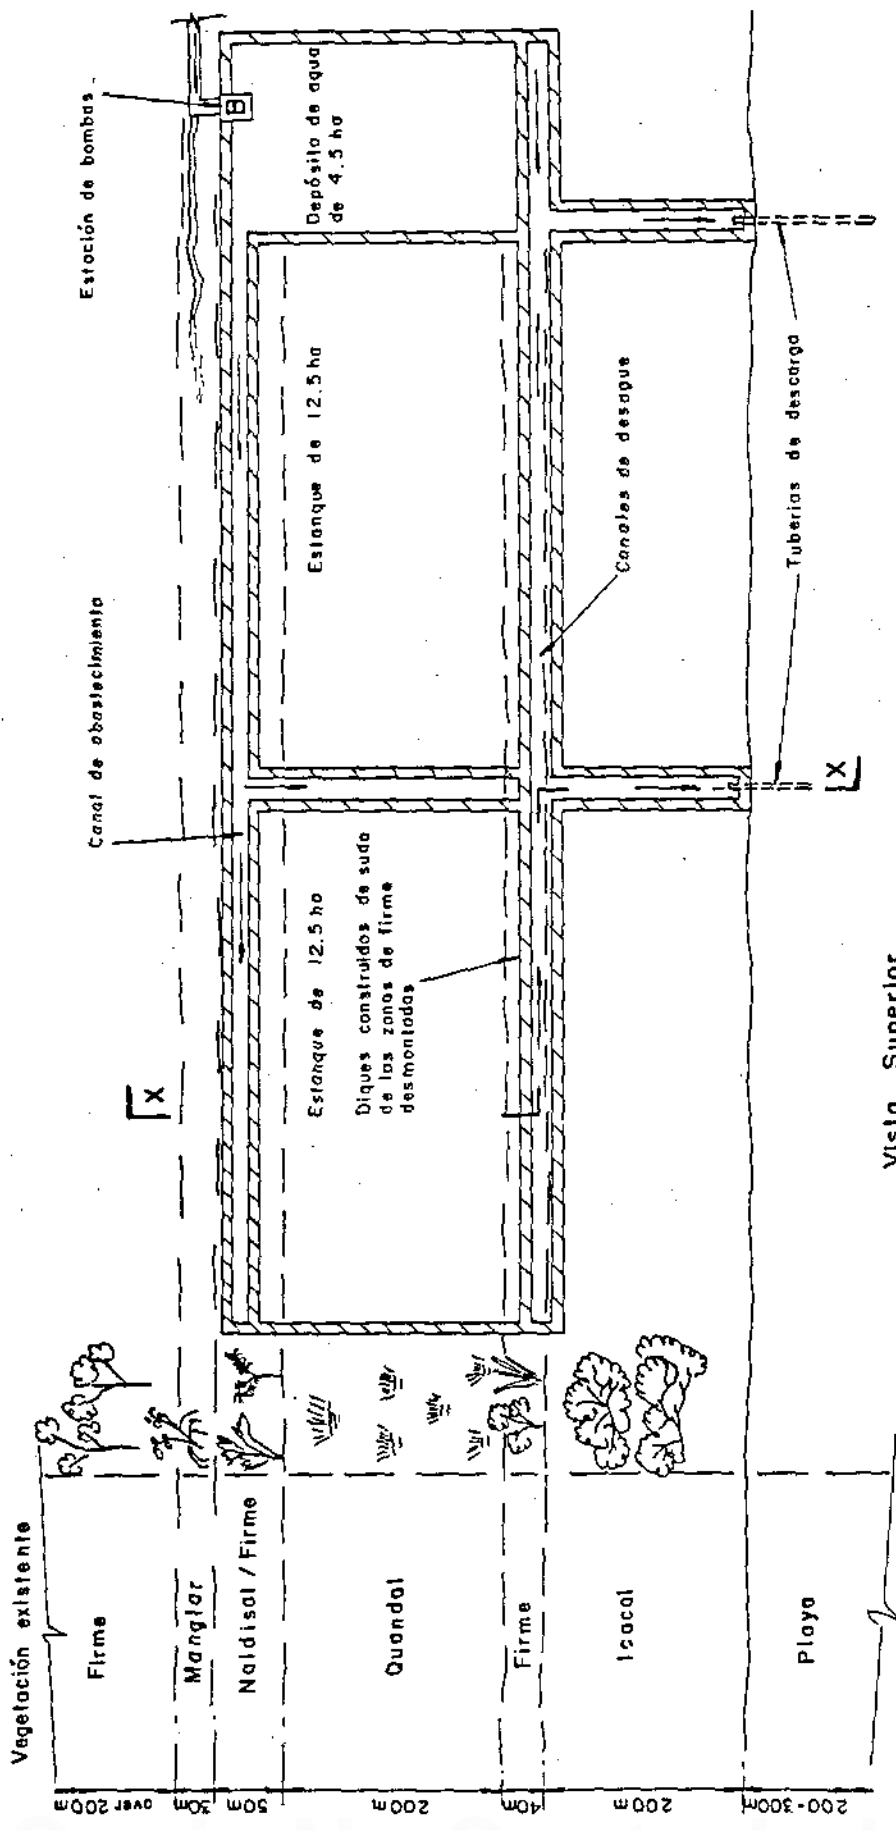 Vegetación existente
over 200m
Firme
30m
Manglar
50m
Naldisal / Firme
200m
Quandal
40m
Firme
200m
Isacal
200-300m
Playa
X
Canal de abastecimiento
Estación de bombas
B
Estanque de 12.5 ha
Diques construidos de sudo
de las zonas de firme
desmontadas
Estanque de 12.5 ha
Depósito de agua
de 4.5 ha
Canales de desague
Tuberias de descarga
X
Vista Superior